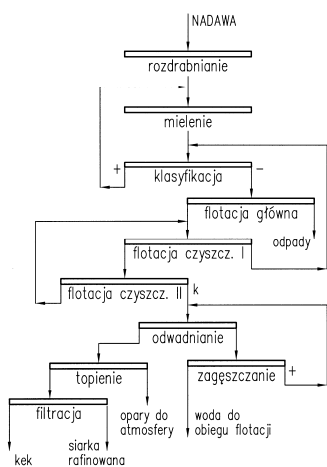 NADAWA
rozdrabnianie
mielenie
+
klasyfikacja
−
flotacja główna
flotacja czyszcz. I
odpady
flotacja czyszcz. II
k
odwadnianie
topienie
zagęszczanie
+
filtracja
opary do
atmosfery
woda do
obiegu flotacji
kek
siarka
rafinowana